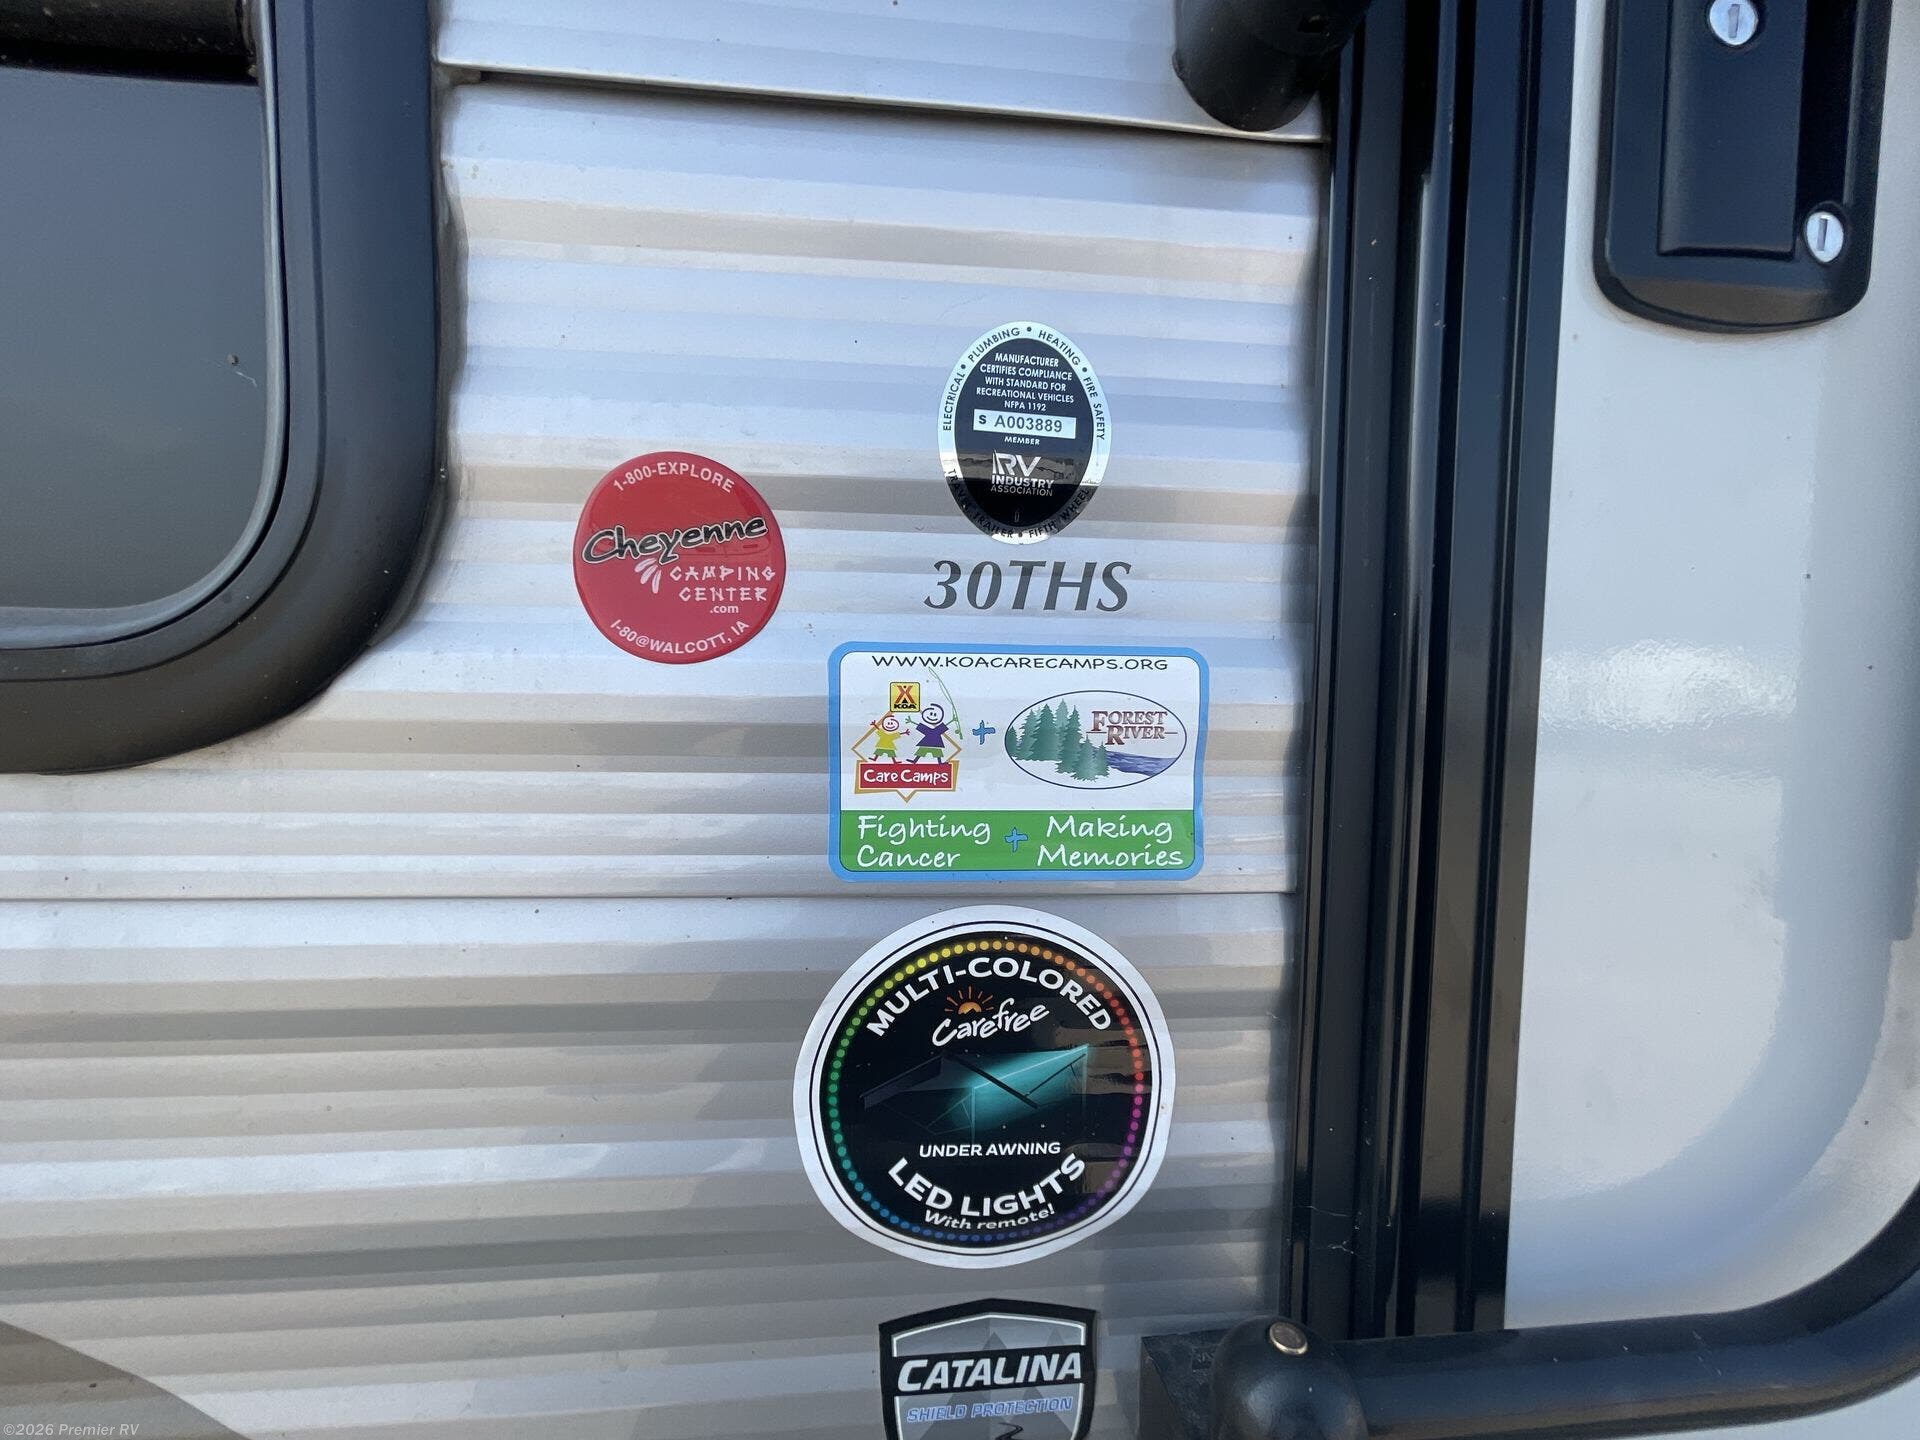 ELECTRICAL • PLUMBING • HEATING • FIRE SAFETY
MANUFACTURER
CERTIFIES COMPLIANCE
WITH STANDARD FOR
RECREATIONAL VEHICLES
NFPA 1192
S A003889
MEMBER
RV
INDUSTRY
ASSOCIATION
TRAVEL TRAILER • FIFTH WHEEL
1-800-EXPLORE
Cheyenne
CAMPING
CENTER
.com
I-80@WALCOTT, IA
30THS
WWW.KOACARECAMPS.ORG
KOA
Care Camps
+
FOREST
RIVER
Fighting + Making
Cancer Memories
MULTI-COLORED
Carefree
UNDER AWNING
LED LIGHTS
With remote!
CATALINA
SHIELD PROTECTION
©2026 Premier RV